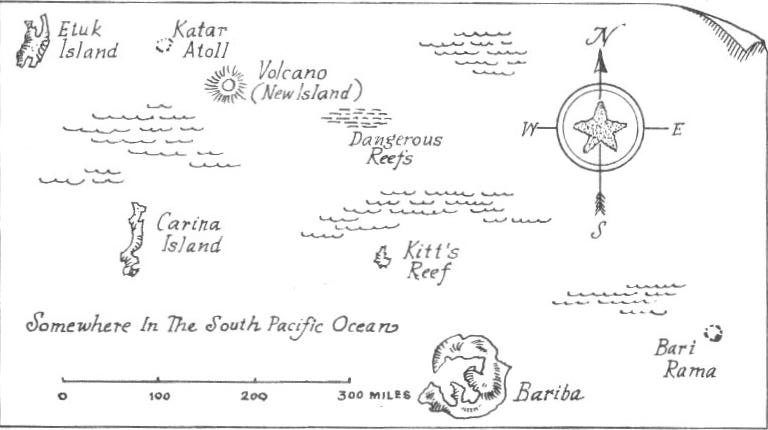 Etuk
Island
Katar
Atoll
Volcano
(New Island)
Dangerous
Reefs
N
W
E
S
Carina
Island
Kitt's
Reef
Somewhere In The South Pacific Ocean
0 100 200 300 MILES
Bariba
Bari
Rama